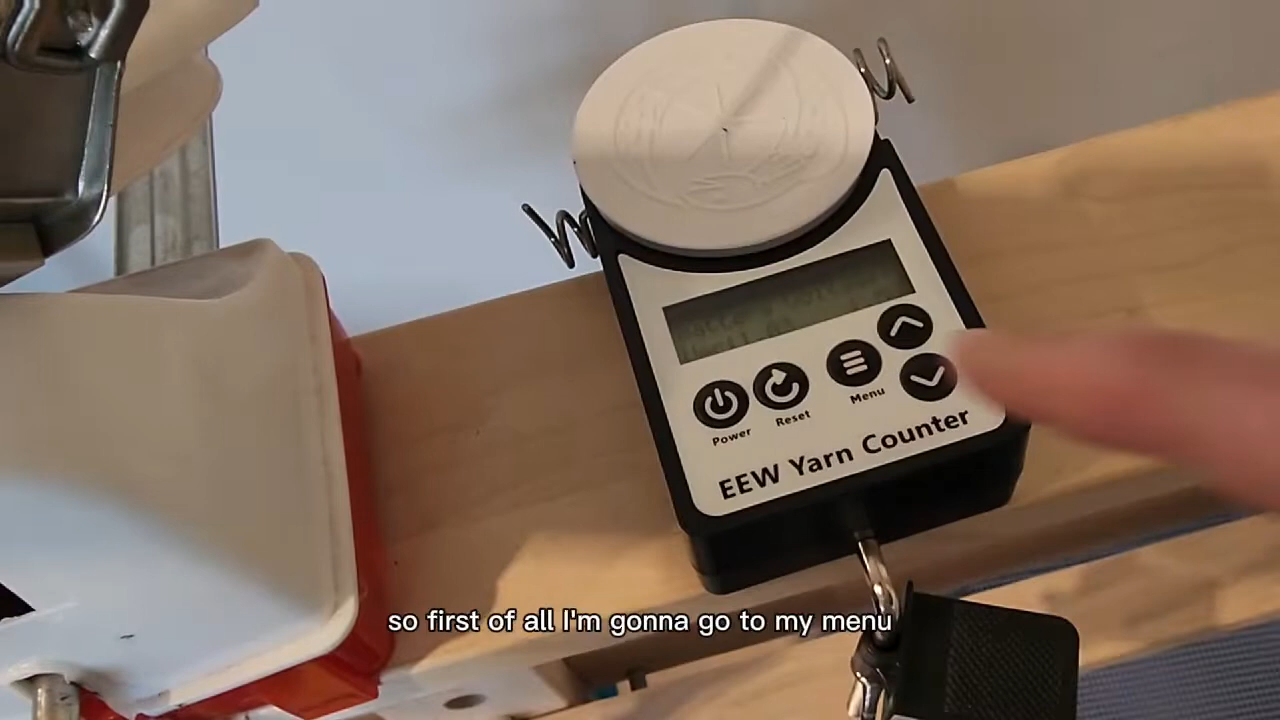 Power
Reset
Menu
EEW Yarn Counter
so first of all I'm gonna go to my menu